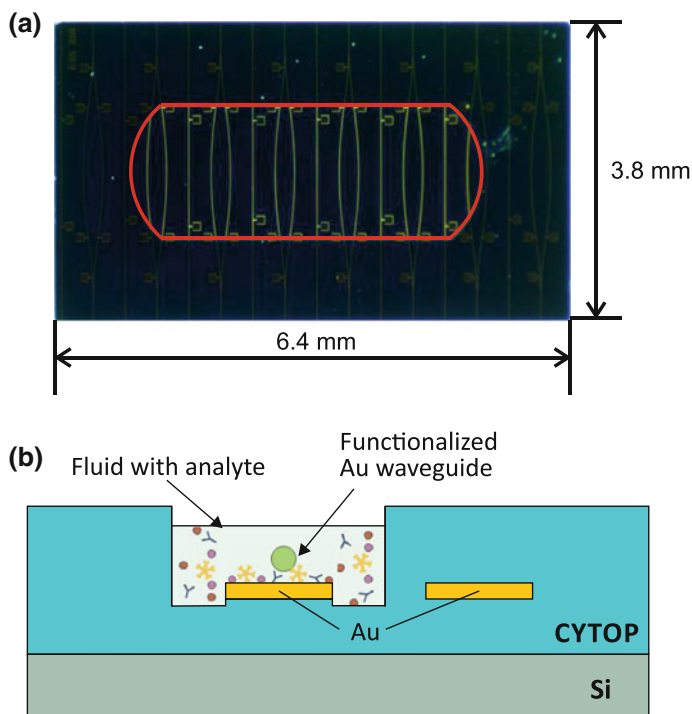 (a)
3.8 mm
6.4 mm
(b)
Fluid with analyte
Functionalized
Au waveguide
Au
CYTOP
Si